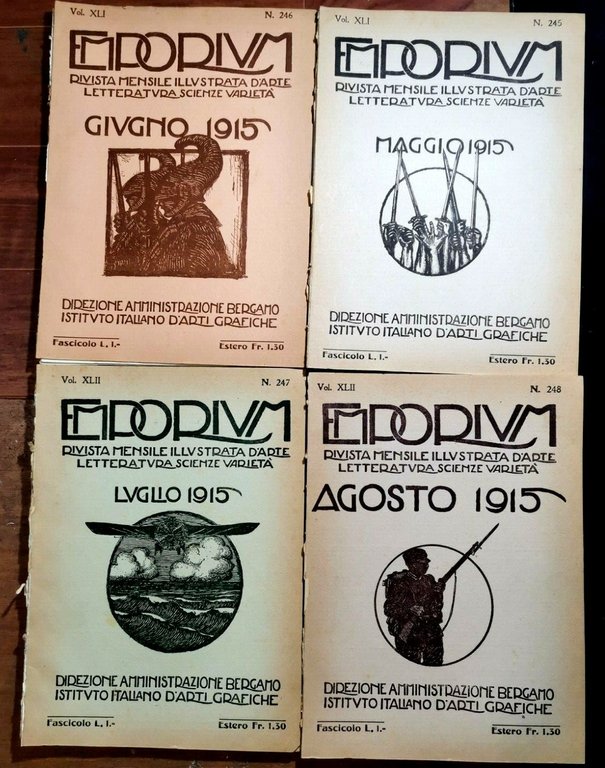 Vol. XLI N. 246
EMPORIVM
RIVISTA MENSILE ILLVSTRATA D'ARTE
LETTERATVRA SCIENZE VARIETÀ
GIVGNO 1915
DIREZIONE AMMINISTRAZIONE BERGAMO
ISTITVTO ITALIANO D'ARTI GRAFICHE
Fascicolo L. 1.- Estero Fr. 1.30
Vol. XLI N. 245
EMPORIVM
RIVISTA MENSILE ILLVSTRATA D'ARTE
LETTERATVRA SCIENZE VARIETÀ
MAGGIO 1915
DIREZIONE AMMINISTRAZIONE BERGAMO
ISTITVTO ITALIANO D'ARTI GRAFICHE
Fascicolo L. 1.- Estero Fr. 1.30
Vol. XLII N. 247
EMPORIVM
RIVISTA MENSILE ILLVSTRATA D'ARTE
LETTERATVRA SCIENZE VARIETÀ
LVGLIO 1915
DIREZIONE AMMINISTRAZIONE BERGAMO
ISTITVTO ITALIANO D'ARTI GRAFICHE
Fascicolo L. 1.- Estero Fr. 1.30
Vol. XLII N. 248
EMPORIVM
RIVISTA MENSILE ILLVSTRATA D'ARTE
LETTERATVRA SCIENZE VARIETÀ
AGOSTO 1915
DIREZIONE AMMINISTRAZIONE BERGAMO
ISTITVTO ITALIANO D'ARTI GRAFICHE
Fascicolo L. 1.- Estero Fr. 1.30